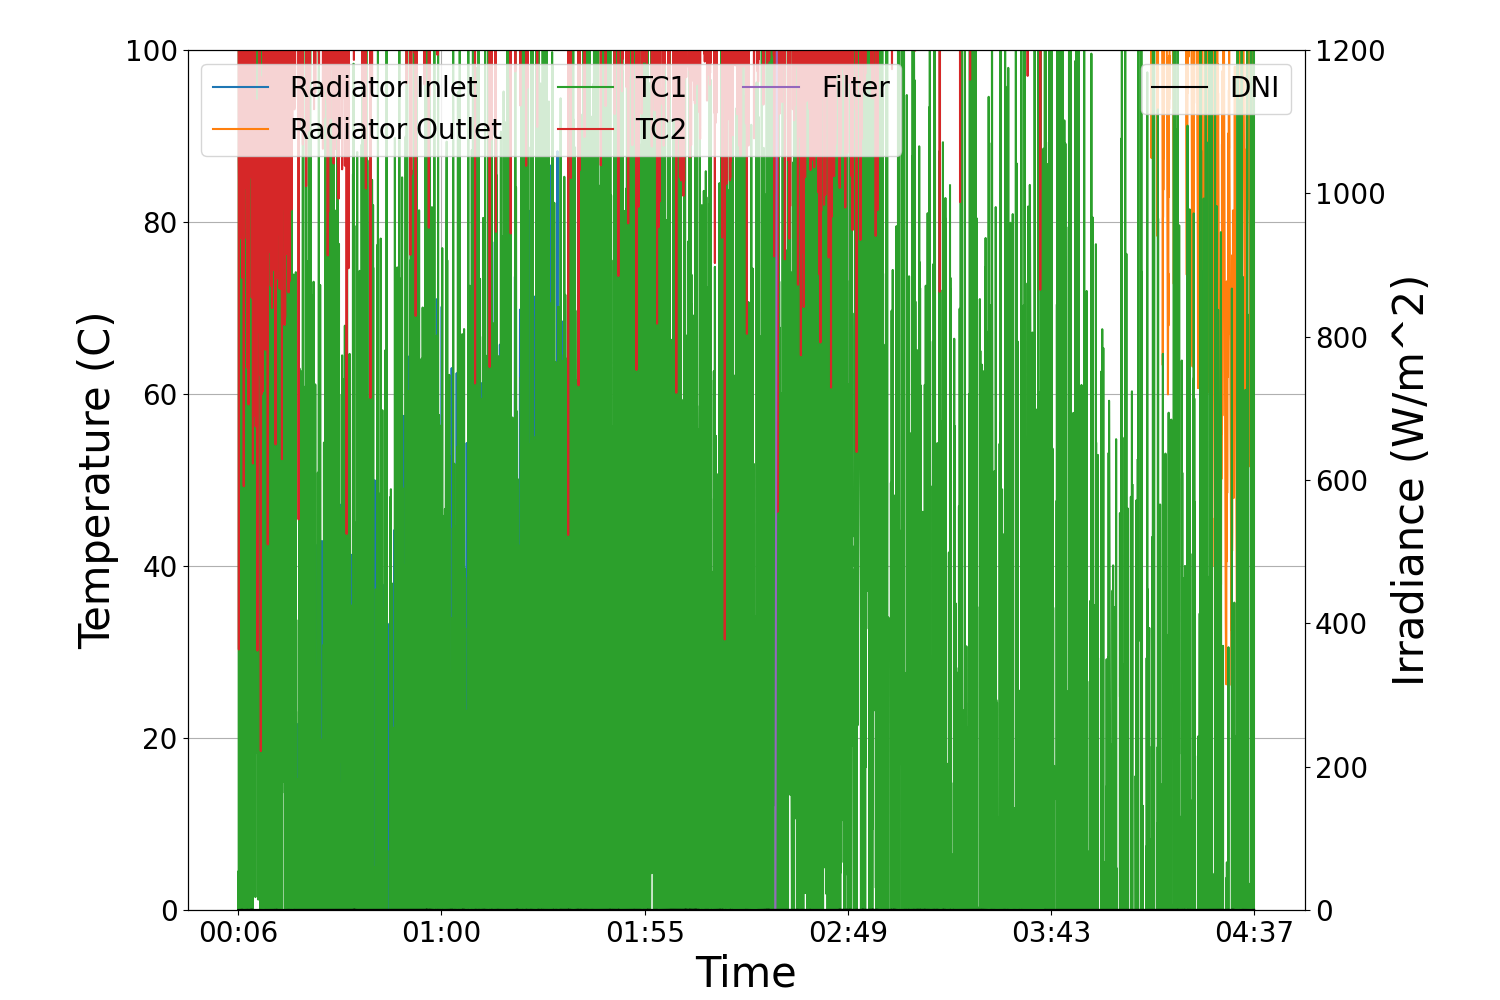 100
80
60
40
20
0
Temperature (C)
Radiator Inlet
Radiator Outlet
TC1
TC2
Filter
DNI
1200
1000
800
600
400
200
0
Irradiance (W/m^2)
00:06
01:00
01:55
02:49
03:43
04:37
Time